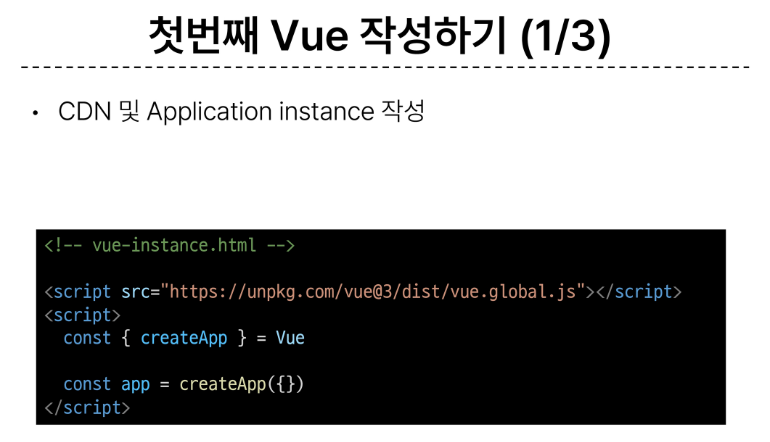 첫번째 Vue 작성하기 (1/3)
• CDN 및 Application instance 작성
<!-- vue-instance.html -->
<script src="https://unpkg.com/vue@3/dist/vue.global.js"></script>
<script>
  const { createApp } = Vue
  const app = createApp({})
</script>